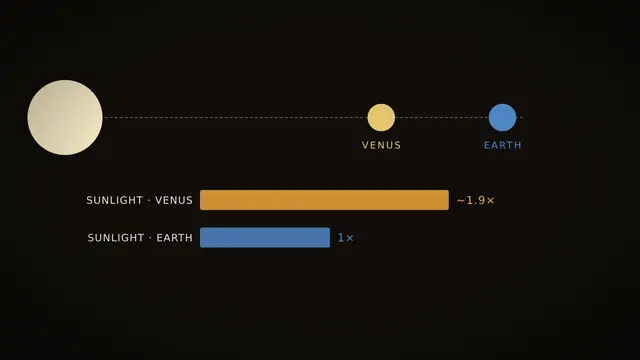 VENUS
EARTH
SUNLIGHT · VENUS ~1.9×
SUNLIGHT · EARTH 1×